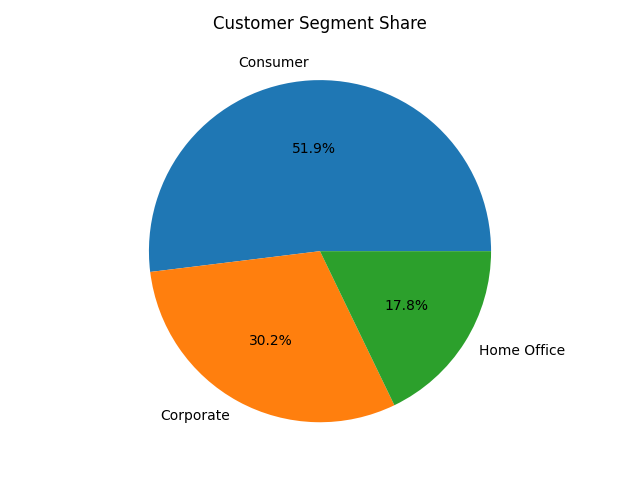 Customer Segment Share
Consumer
51.9%
17.8%
30.2%
Home Office
Corporate